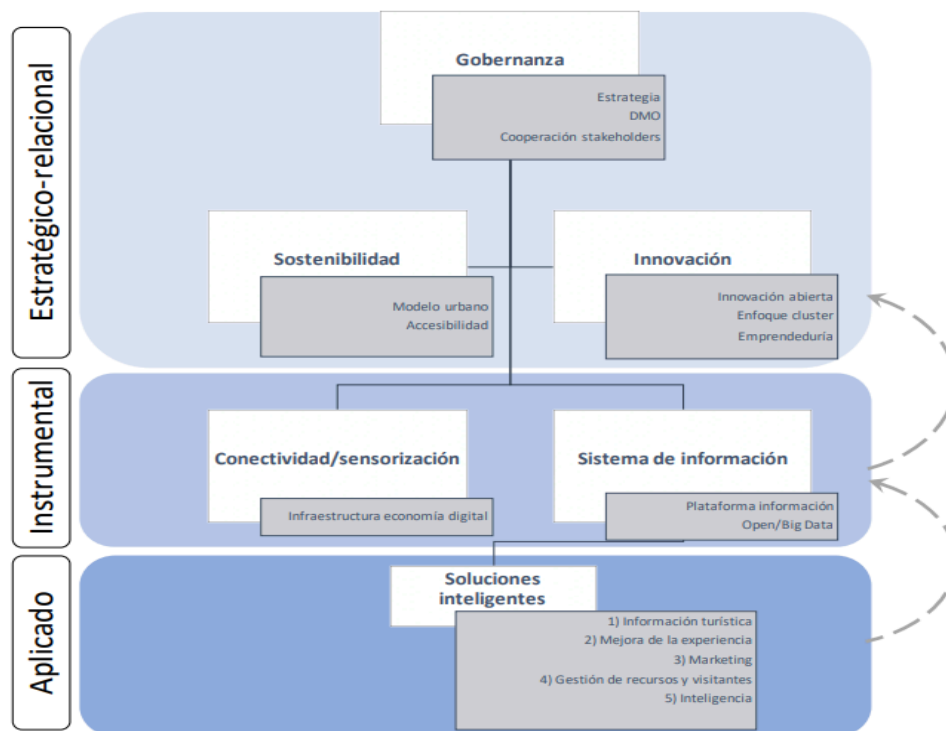 Estratégico-relacional
Gobernanza
Estrategia
DMO
Cooperación stakeholders
Sostenibilidad
Modelo urbano
Accesibilidad
Innovación
Innovación abierta
Enfoque cluster
Emprendeduría
Instrumental
Conectividad/sensorización
Infraestructura economía digital
Sistema de información
Plataforma información
Open/Big Data
Aplicado
Soluciones
inteligentes
1) Información turística
2) Mejora de la experiencia
3) Marketing
4) Gestión de recursos y visitantes
5) Inteligencia